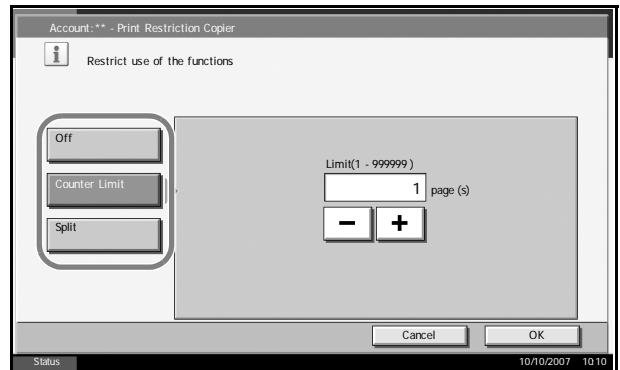 Account:** - Print Restriction Copier
i
Restrict use of the functions
Off
Counter Limit
Split
Limit(1 - 999999 )
1 page (s)
− +
Cancel OK
Status 10/10/2007 10:10